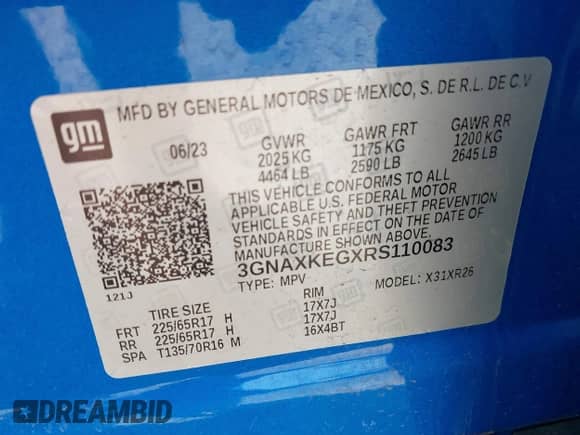 gm
MFD BY GENERAL MOTORS DE MEXICO, S. DE R.L. DE C.V
06/23 GVWR GAWR FRT GAWR RR
2025 KG 1175 KG 1200 KG
4464 LB 2590 LB 2645 LB
THIS VEHICLE CONFORMS TO ALL
APPLICABLE U.S. FEDERAL MOTOR
VEHICLE SAFETY AND THEFT PREVENTION
STANDARDS IN EFFECT ON THE DATE OF
MANUFACTURE SHOWN ABOVE.
3GNAXKEGXRS110083
121J TYPE: MPV MODEL: X31XR26
TIRE SIZE RIM
FRT 225/65R17 H 17X7J
RR 225/65R17 H 17X7J
SPA T135/70R16 M 16X4BT
DREAMBID